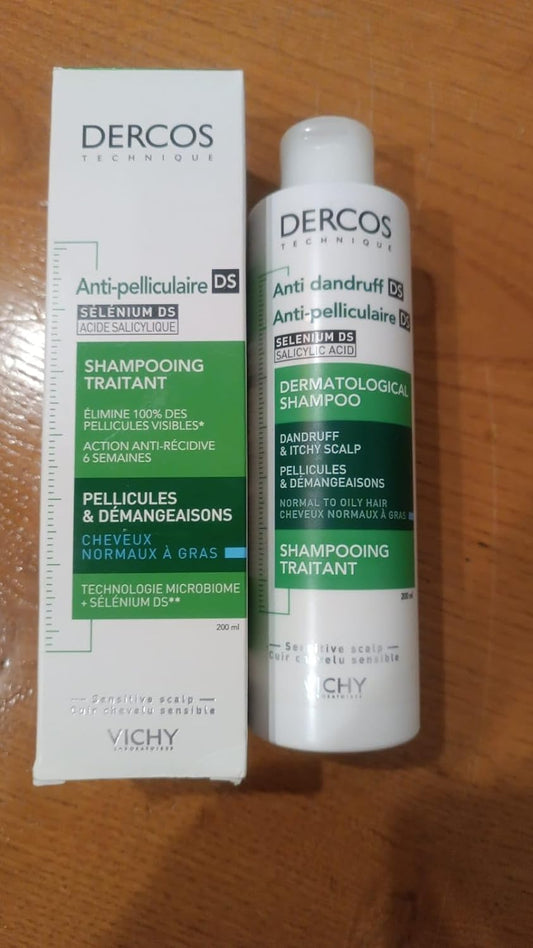 DERCOS
TECHNIQUE
Anti-pelliculaire DS
SÉLÉNIUM DS
ACIDE SALICYLIQUE
SHAMPOOING
TRAITANT
ÉLIMINE 100% DES
PELLICULES VISIBLES*
ACTION ANTI-RÉCIDIVE
6 SEMAINES
PELLICULES
& DÉMANGEAISONS
CHEVEUX
NORMAUX À GRAS
TECHNOLOGIE MICROBIOME
+ SÉLÉNIUM DS**
200 ml
Sensitive scalp
Cuir chevelu sensible
VICHY
LABORATOIRES
DERCOS
TECHNIQUE
Anti dandruff DS
Anti-pelliculaire DS
SELENIUM DS
SALICYLIC ACID
DERMATOLOGICAL
SHAMPOO
DANDRUFF
& ITCHY SCALP
PELLICULES
& DÉMANGEAISONS
NORMAL TO OILY HAIR
CHEVEUX NORMAUX À GRAS
SHAMPOOING
TRAITANT
200 ml
Sensitive scalp
Cuir chevelu sensible
VICHY
LABORATOIRES